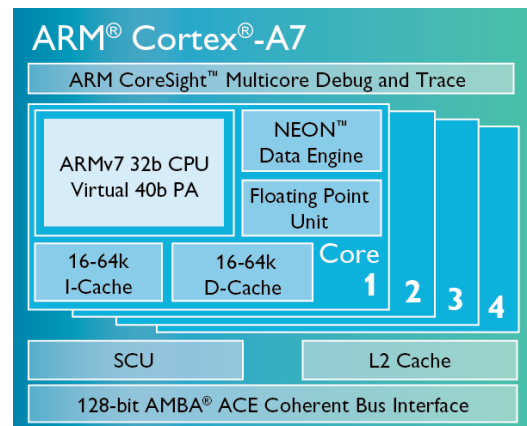 ARM® Cortex®-A7
ARM CoreSight™ Multicore Debug and Trace
ARMv7 32b CPU
Virtual 40b PA
NEON™
Data Engine
Floating Point
Unit
16-64k
I-Cache
16-64k
D-Cache
Core
1
2
3
4
SCU
L2 Cache
128-bit AMBA® ACE Coherent Bus Interface